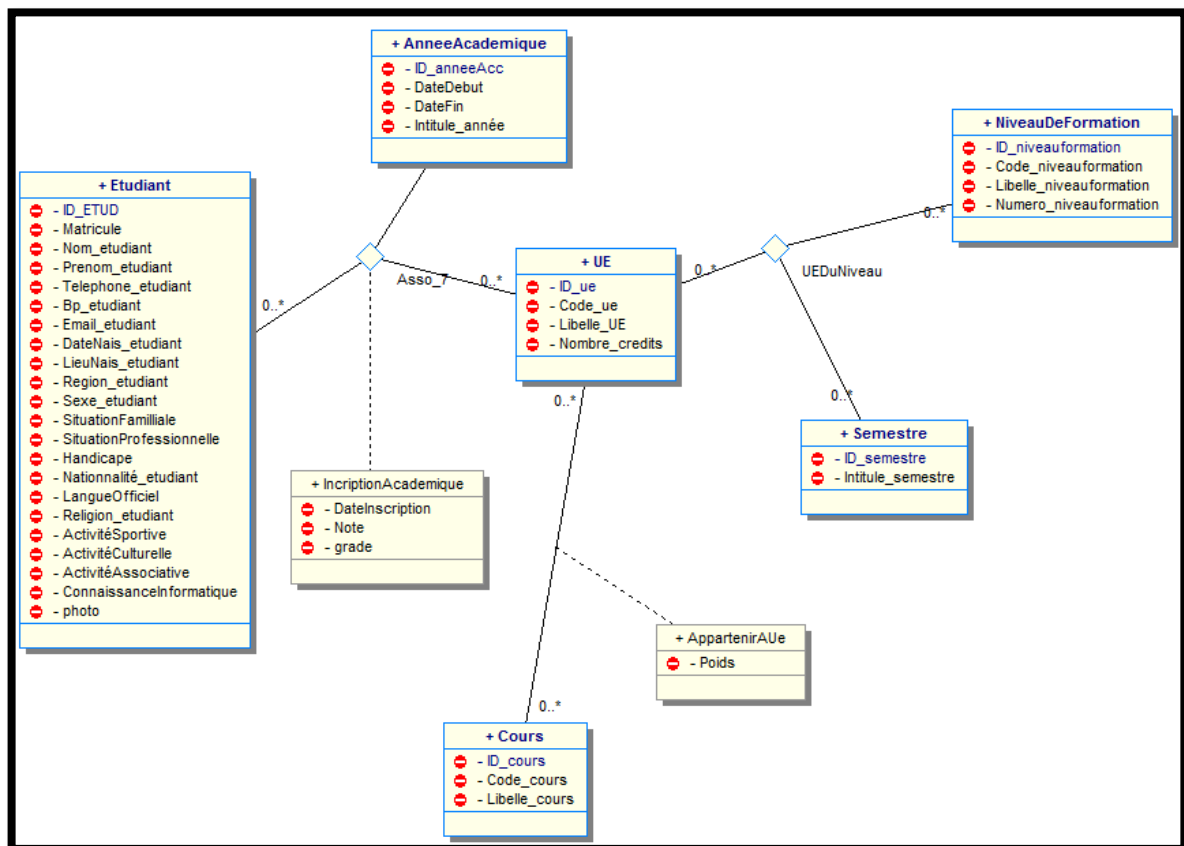 + AnneeAcademique
- ID_anneeAcc
- DateDebut
- DateFin
- Intitule_année
+ NiveauDeFormation
- ID_niveauformation
- Code_niveauformation
- Libelle_niveauformation
- Numero_niveauformation
0..*
+ Etudiant
- ID_ETUD
- Matricule
- Nom_etudiant
- Prenom_etudiant
- Telephone_etudiant
- Bp_etudiant
- Email_etudiant
- DateNais_etudiant
- LieuNais_etudiant
- Region_etudiant
- Sexe_etudiant
- SituationFamilliale
- SituationProfessionnelle
- Handicape
- Nationnalité_etudiant
- LangueOfficiel
- Religion_etudiant
- ActivitéSportive
- ActivitéCulturelle
- ActivitéAssociative
- ConnaissanceInformatique
- photo
0..*
Asso_7
0..*
+ UE
- ID_ue
- Code_ue
- Libelle_UE
- Nombre_credits
0..*
UEDuNiveau
0..*
0..*
+ Semestre
- ID_semestre
- Intitule_semestre
+ IncriptionAcademique
- DateInscription
- Note
- grade
+ AppartenirAUe
- Poids
0..*
+ Cours
- ID_cours
- Code_cours
- Libelle_cours